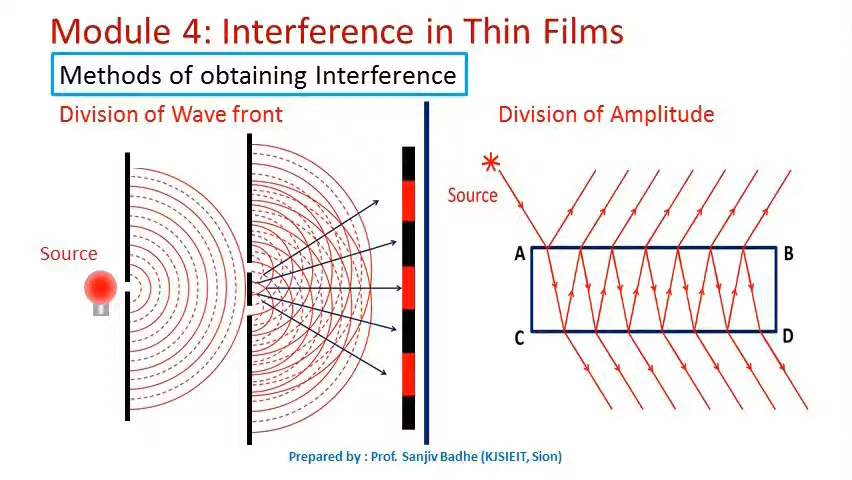 Module 4: Interference in Thin Films
Methods of obtaining Interference
Division of Wave front
Division of Amplitude
Source
Source
A
B
C
D
Prepared by : Prof. Sanjiv Badhe (KJSIEIT, Sion)